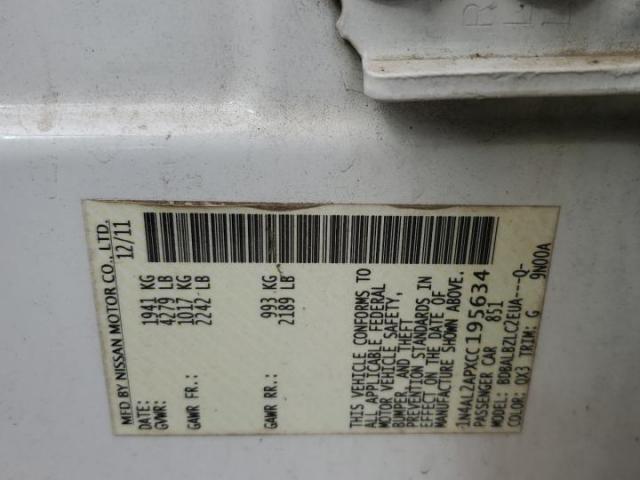 MFD BY NISSAN MOTOR CO., LTD.
DATE: 12/11
GVWR: 1941 KG
4279 LB
GAWR FR.: 1017 KG
2242 LB
GAWR RR.: 993 KG
2189 LB
THIS VEHICLE CONFORMS TO
ALL APPLICABLE FEDERAL
MOTOR VEHICLE SAFETY,
BUMPER, AND THEFT
PREVENTION STANDARDS IN
EFFECT ON THE DATE OF
MANUFACTURE SHOWN ABOVE.
1N4AL2APXCC195634
PASSENGER CAR 851
MODEL: BDBALBZLC2EUA---Q-
COLOR: QX3 TRIM: G 9N00A